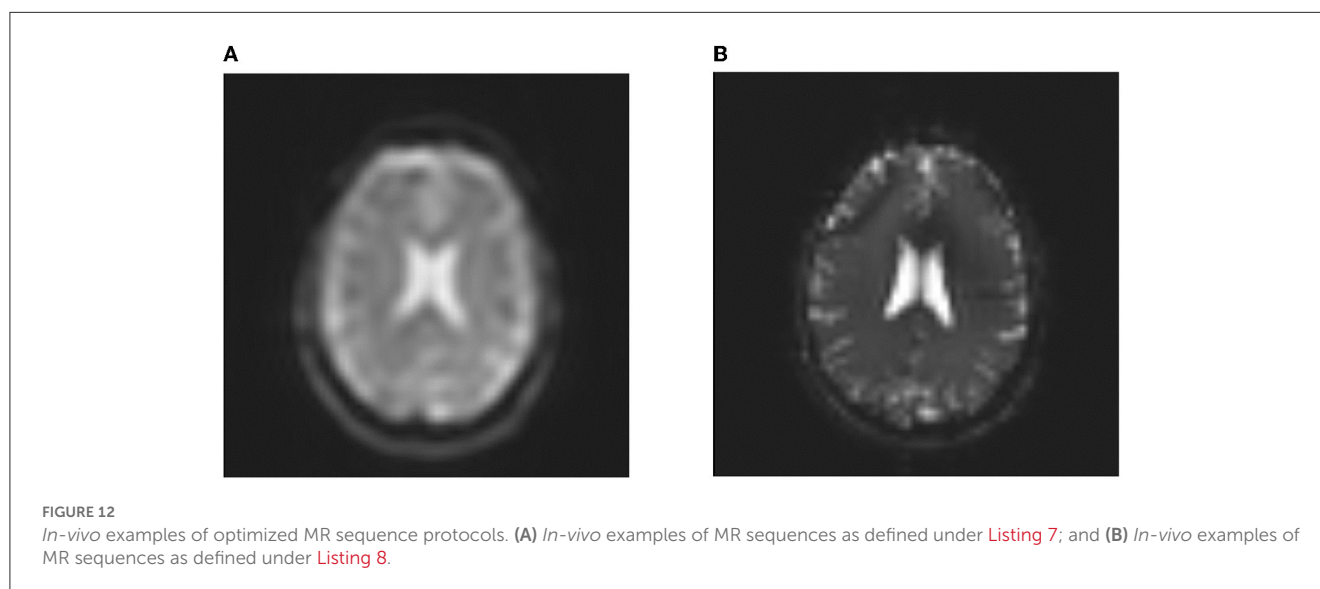 A
B
FIGURE 12
In-vivo examples of optimized MR sequence protocols. (A) In-vivo examples of MR sequences as defined under Listing 7; and (B) In-vivo examples of
MR sequences as defined under Listing 8.